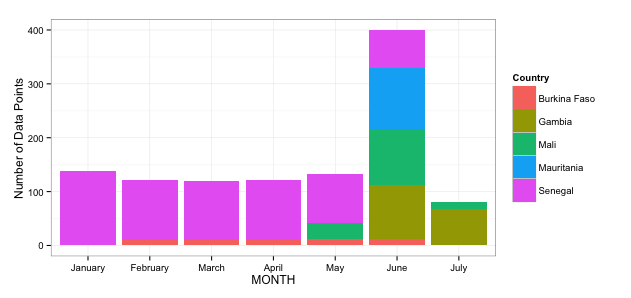 Number of Data Points
400
300
200
100
0
January February March April May June July
MONTH
Country
Burkina Faso
Gambia
Mali
Mauritania
Senegal